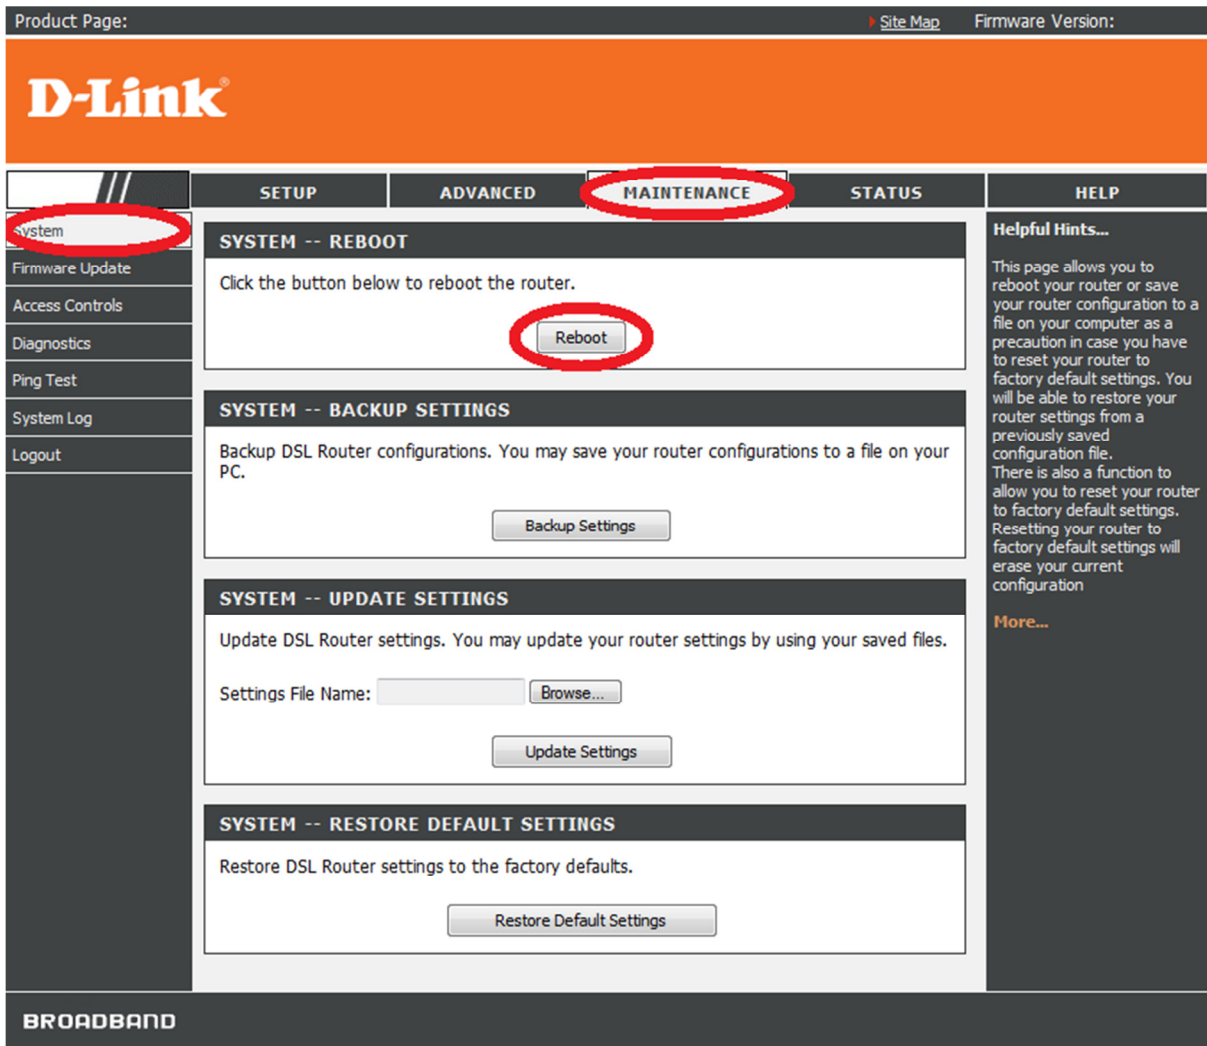 Product Page:
Site Map
Firmware Version:
D-Link®
SETUP
ADVANCED
MAINTENANCE
STATUS
HELP
System
Firmware Update
Access Controls
Diagnostics
Ping Test
System Log
Logout
SYSTEM -- REBOOT
Click the button below to reboot the router.
Reboot
SYSTEM -- BACKUP SETTINGS
Backup DSL Router configurations. You may save your router configurations to a file on your
PC.
Backup Settings
SYSTEM -- UPDATE SETTINGS
Update DSL Router settings. You may update your router settings by using your saved files.
Settings File Name:
Browse...
Update Settings
SYSTEM -- RESTORE DEFAULT SETTINGS
Restore DSL Router settings to the factory defaults.
Restore Default Settings
Helpful Hints...
This page allows you to
reboot your router or save
your router configuration to a
file on your computer as a
precaution in case you have
to reset your router to
factory default settings. You
will be able to restore your
router settings from a
previously saved
configuration file.
There is also a function to
allow you to reset your router
to factory default settings.
Resetting your router to
factory default settings will
erase your current
configuration
More...
BROADBAND